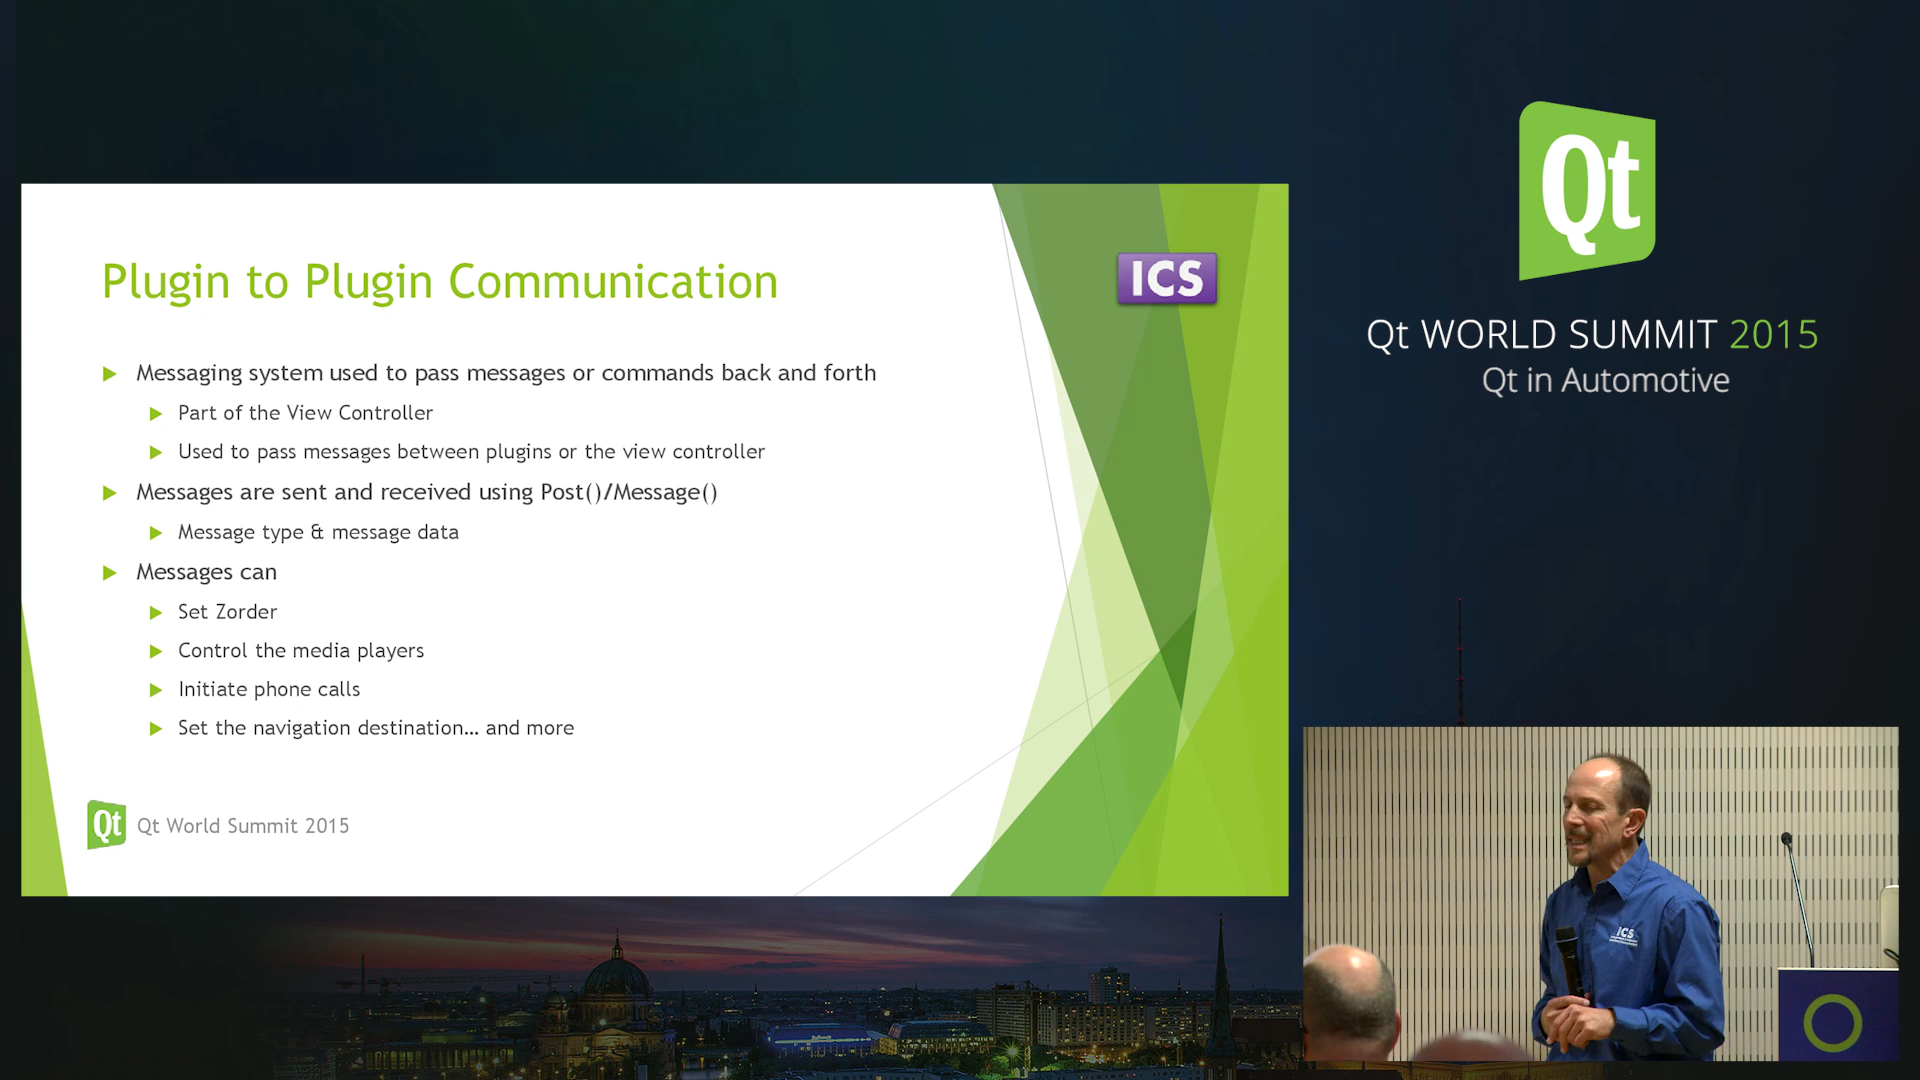 Plugin to Plugin Communication
ICS
Messaging system used to pass messages or commands back and forth
Part of the View Controller
Used to pass messages between plugins or the view controller
Messages are sent and received using Post()/Message()
Message type & message data
Messages can
Set Zorder
Control the media players
Initiate phone calls
Set the navigation destination... and more
Qt
Qt World Summit 2015
Qt
Qt WORLD SUMMIT 2015
Qt in Automotive
ICS